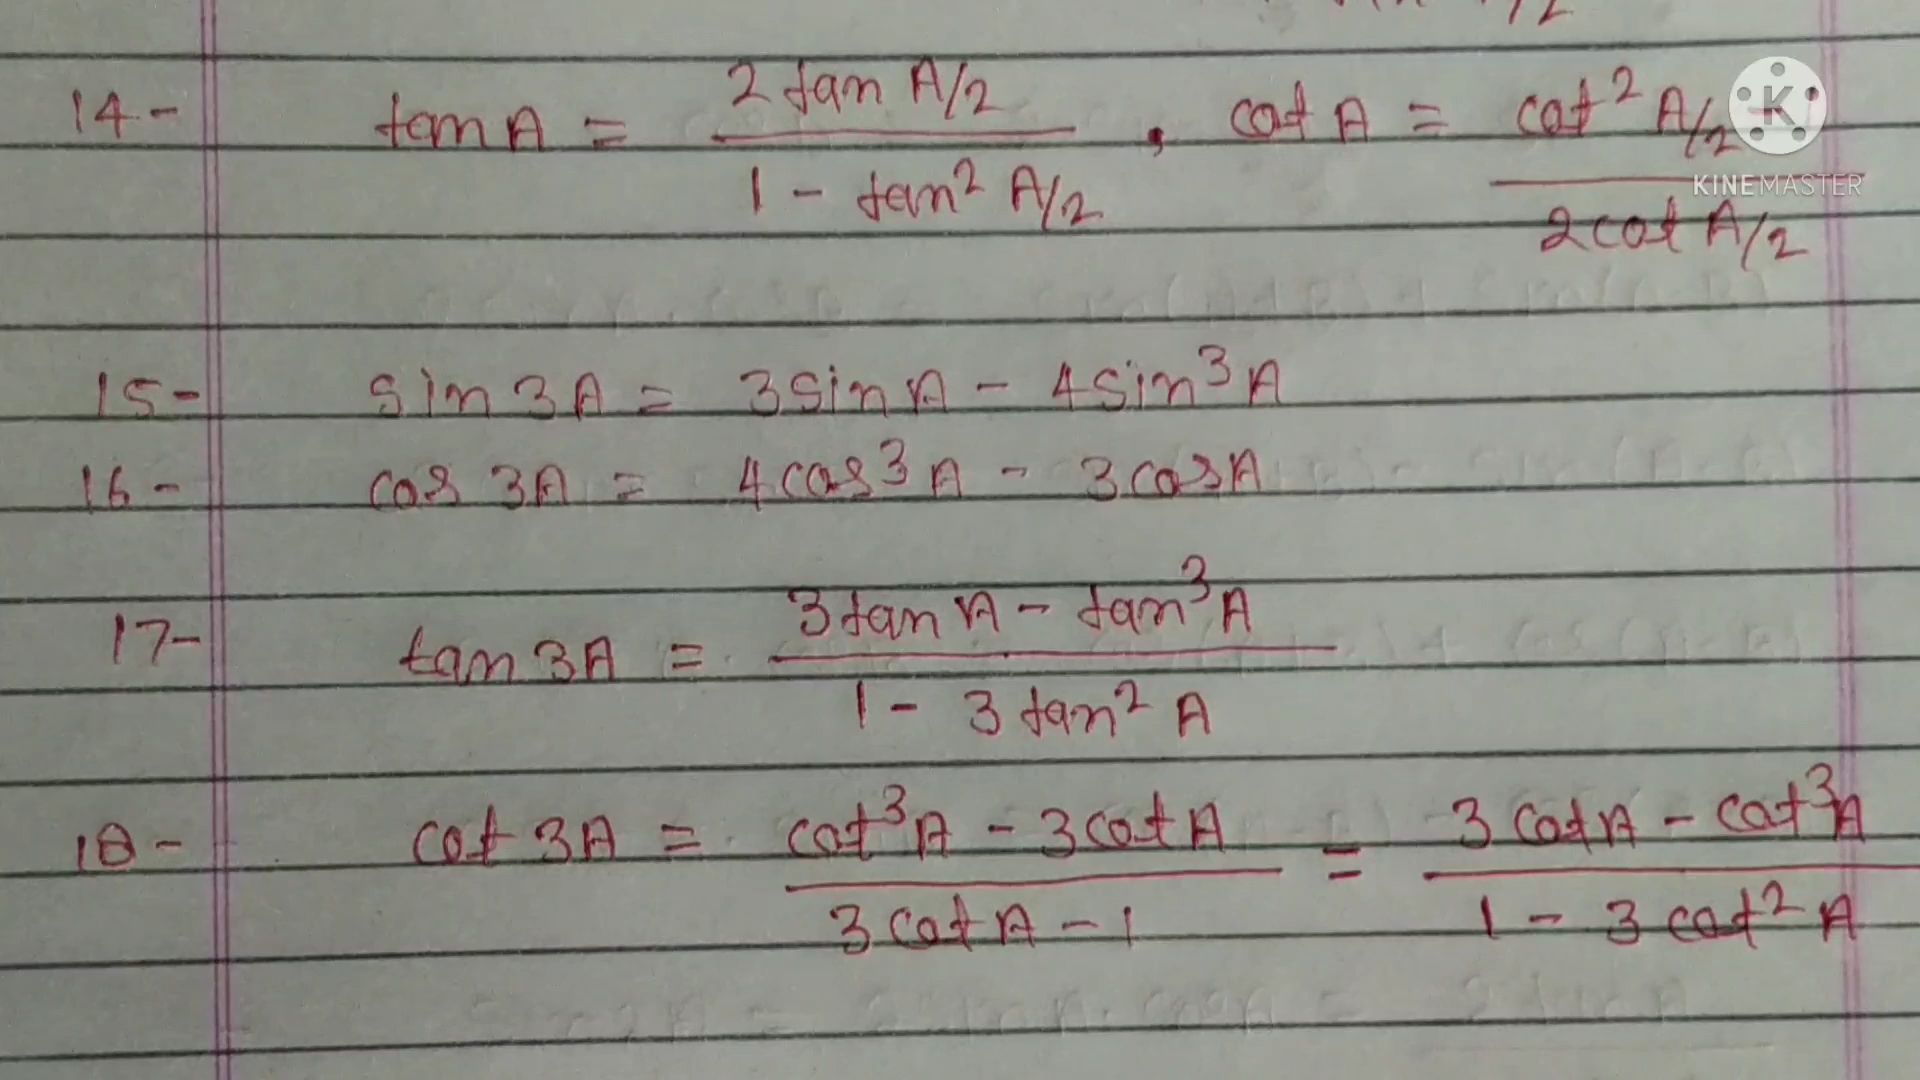 14- tan A = 2 tan A/2 / 1 - tan² A/2 , cot A = cot² A/2 - / 2 cot A/2
KINEMASTER
15- sin 3A = 3 sin A - 4 sin³ A
16- cos 3A = 4 cos³ A - 3 cos A
17- tan 3A = 3 tan A - tan³ A / 1 - 3 tan² A
18- cot 3A = cot³ A - 3 cot A / 3 cot A - 1 = 3 cot A - cot³ A / 1 - 3 cot² A